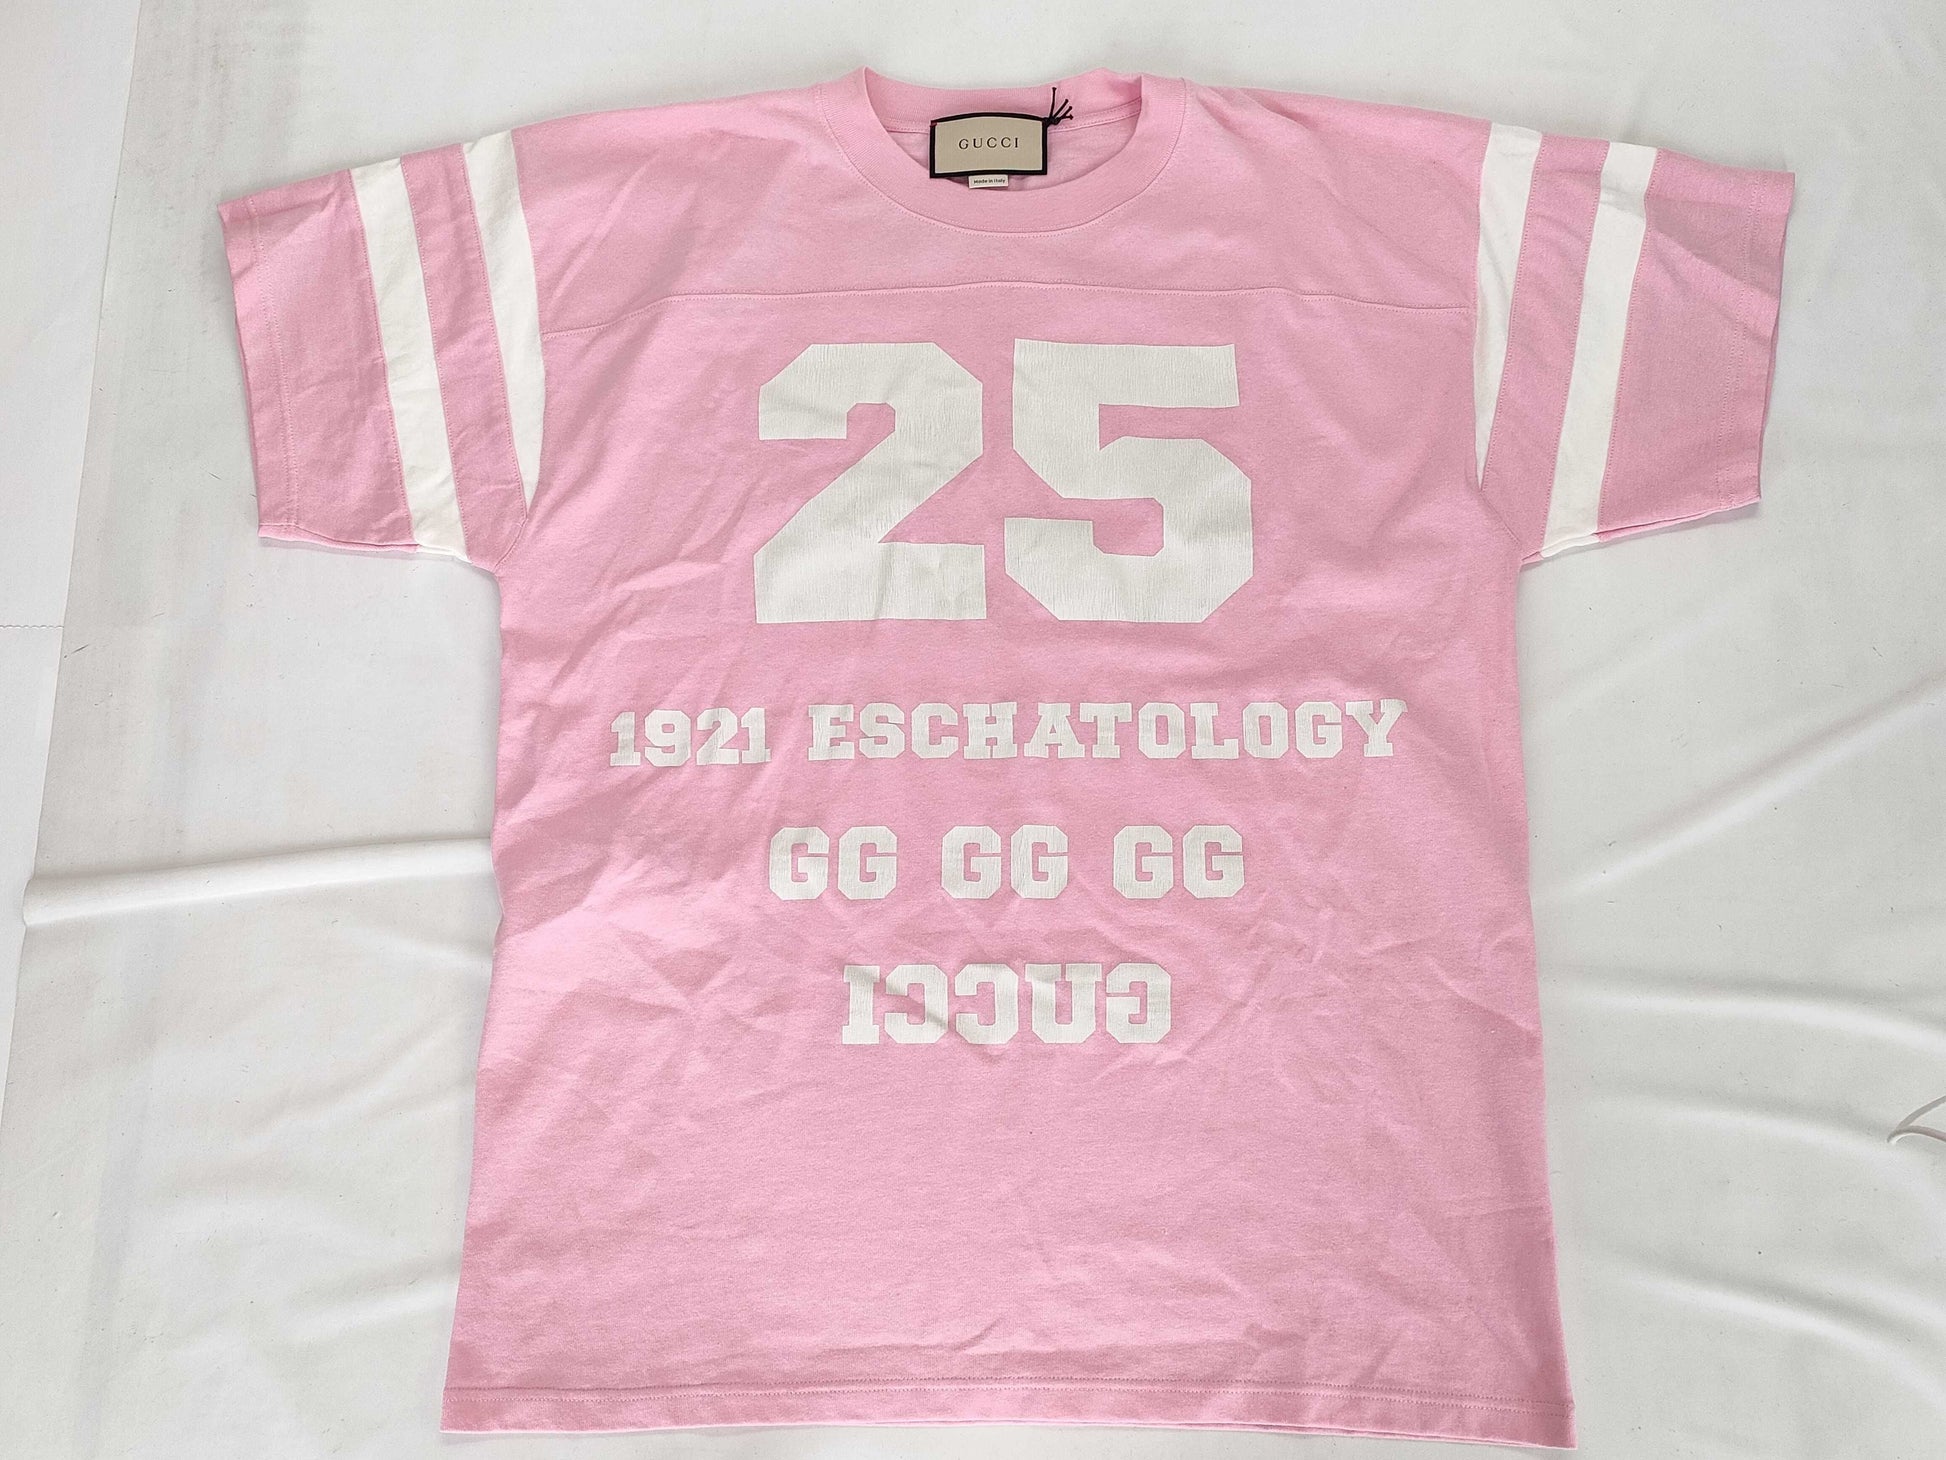 GUCCI
Made in Italy
25
1921 ESCHATOLOGY
GG GG GG
GUCCI